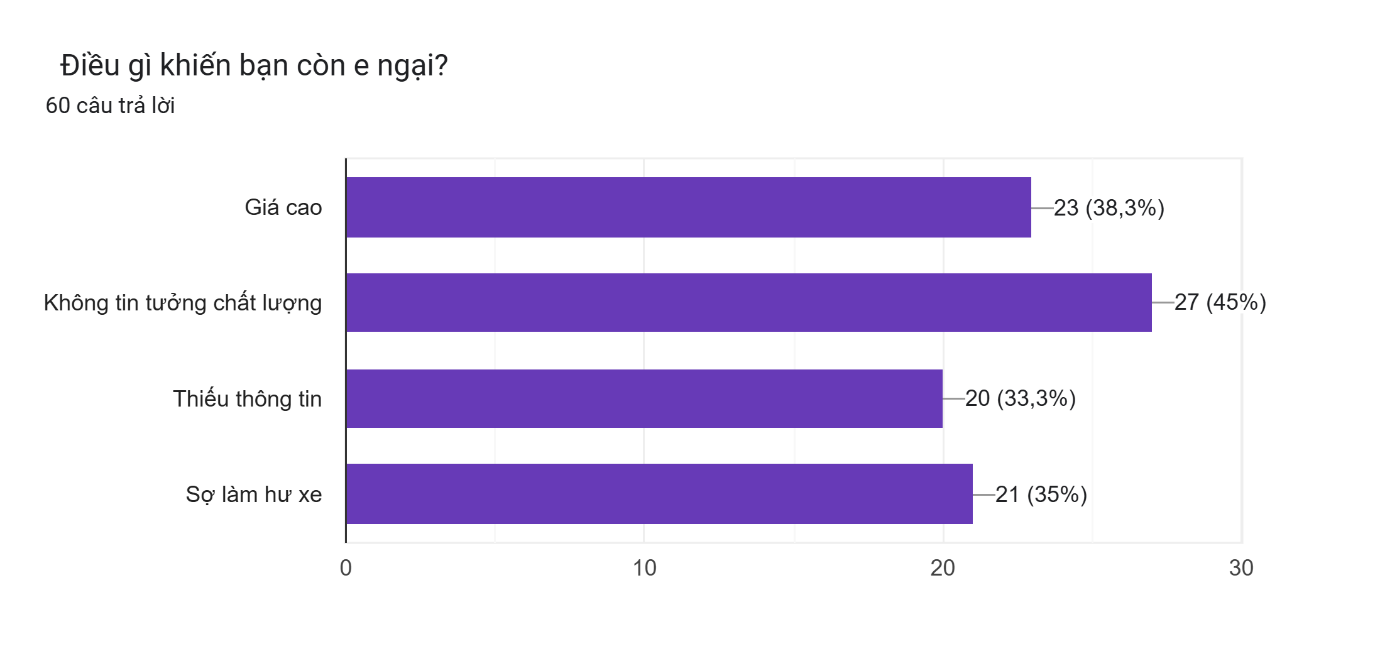 Điều gì khiến bạn còn e ngại?
60 câu trả lời
Giá cao
23 (38,3%)
Không tin tưởng chất lượng
27 (45%)
Thiếu thông tin
20 (33,3%)
Sợ làm hư xe
21 (35%)
0
10
20
30